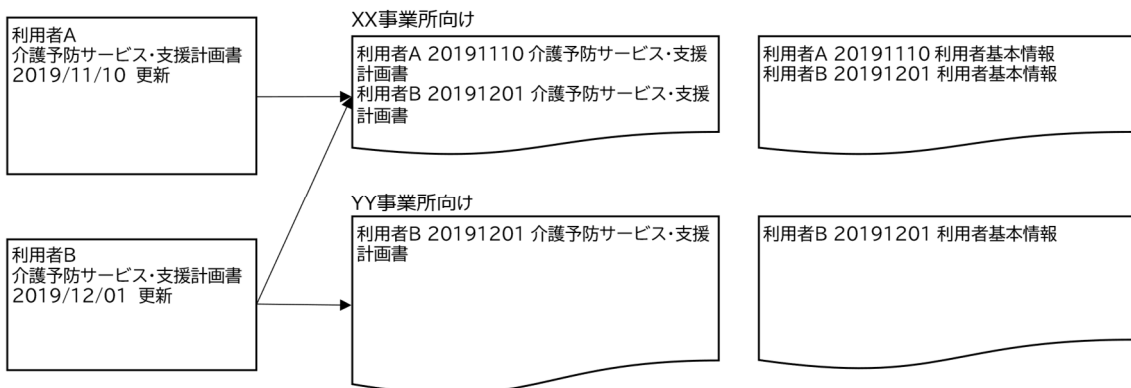 利用者A
介護予防サービス・支援計画書
2019/11/10 更新
XX事業所向け
利用者A 20191110 介護予防サービス・支援
計画書
利用者B 20191201 介護予防サービス・支援
計画書
利用者A 20191110 利用者基本情報
利用者B 20191201 利用者基本情報
利用者B
介護予防サービス・支援計画書
2019/12/01 更新
YY事業所向け
利用者B 20191201 介護予防サービス・支援
計画書
利用者B 20191201 利用者基本情報